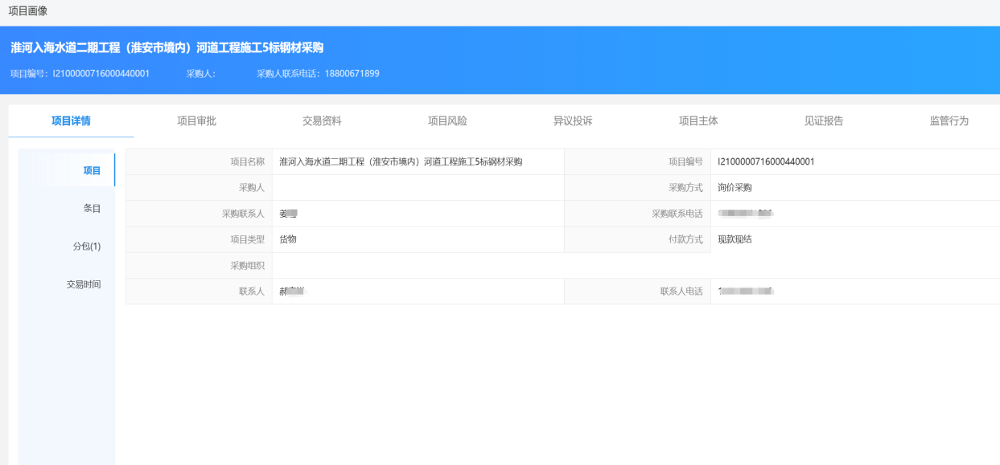 项目画像
淮河入海水道二期工程（淮安市境内）河道工程施工5标钢材采购
项目编号：I2100000716000440001 采购人： 采购人联系电话：18800671899
项目详情 项目审批 交易资料 项目风险 异议投诉 项目主体 见证报告 监管行为
项目
条目
分包(1)
交易时间
项目名称 淮河入海水道二期工程（淮安市境内）河道工程施工5标钢材采购 项目编号 I2100000716000440001
采购人 采购方式 询价采购
采购联系人 姜 采购联系电话
项目类型 货物 付款方式 现款现结
采购组织
联系人 郝 联系人电话